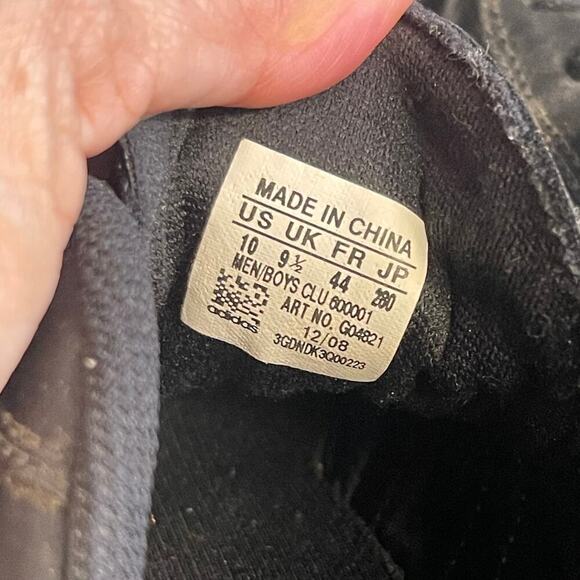 MADE IN CHINA
US UK FR JP
10 9½ 44 280
MEN/BOYS CLU 600001
ART NO. G04821
12/08
3GDNDK3Q00223
adidas